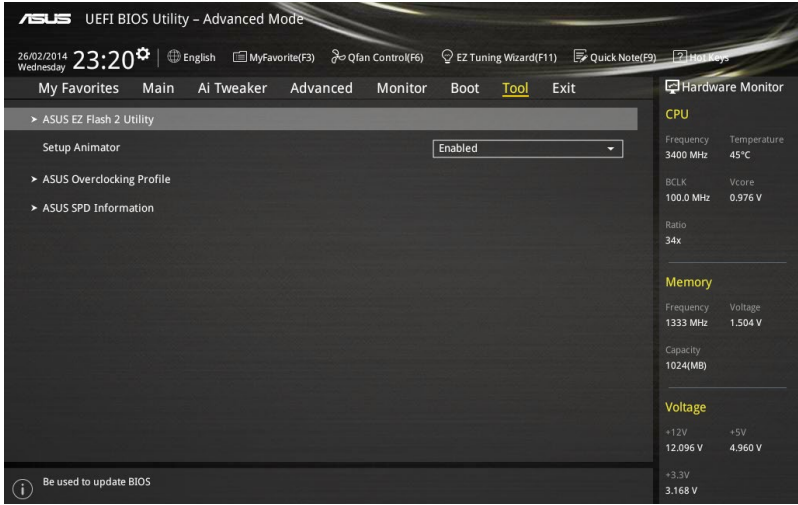 ASUS UEFI BIOS Utility – Advanced Mode
26/02/2014
Wednesday
23:20
English
MyFavorite(F3)
Qfan Control(F6)
EZ Tuning Wizard(F11)
Quick Note(F9)
? Hot Keys
My Favorites Main Ai Tweaker Advanced Monitor Boot Tool Exit
Hardware Monitor
> ASUS EZ Flash 2 Utility
Setup Animator Enabled
> ASUS Overclocking Profile
> ASUS SPD Information
CPU
Frequency Temperature
3400 MHz 45°C
BCLK Vcore
100.0 MHz 0.976 V
Ratio
34x
Memory
Frequency Voltage
1333 MHz 1.504 V
Capacity
1024(MB)
Voltage
+12V +5V
12.096 V 4.960 V
+3.3V
3.168 V
i Be used to update BIOS